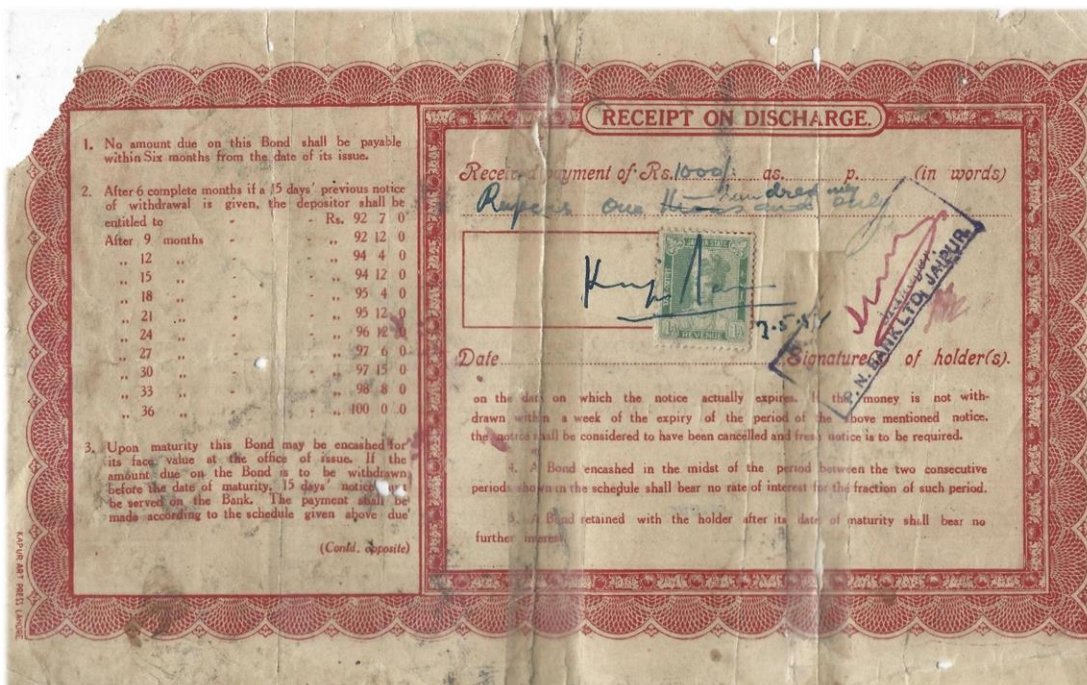 1. No amount due on this Bond shall be payable
within Six months from the date of its issue.
2. After 6 complete months if a 15 days' previous notice
of withdrawal is given, the depositor shall be
entitled to - - Rs. 92 7 0
After 9 months - - - ,, 92 12 0
,, 12 ,, - - - ,, 94 4 0
,, 15 ,, - - - ,, 94 12 0
,, 18 ,, - - - ,, 95 4 0
,, 21 ,, - - - ,, 95 12 0
,, 24 ,, - - - ,, 96 12 0
,, 27 ,, - - - ,, 97 6 0
,, 30 ,, - - - ,, 97 15 0
,, 33 ,, - - - ,, 98 8 0
,, 36 ,, - - - ,, 100 0 0
3. Upon maturity this Bond may be encashed for
its face value at the office of issue. If the
amount due on the Bond is to be withdrawn
before the date of maturity, 15 days' notice must
be served on the Bank. The payment shall be
made according to the schedule given above due
(Contd. opposite)
KAPUR ART PRESS LAHORE
RECEIPT ON DISCHARGE.
Received payment of Rs. 1000/- as. p. (in words)
Rupees one hundred only
STATE
REVENUE
7.5.54
P.N. BANK LTD, JAIPUR.
Date Signature of holder(s).
on the date on which the notice actually expires. If the money is not with-
drawn within a week of the expiry of the period of the above mentioned notice.
the notice shall be considered to have been cancelled and fresh notice is to be required.
4. A Bond encashed in the midst of the period between the two consecutive
periods shown in the schedule shall bear no rate of interest for the fraction of such period.
5. A Bond retained with the holder after its date of maturity shall bear no
further interest.